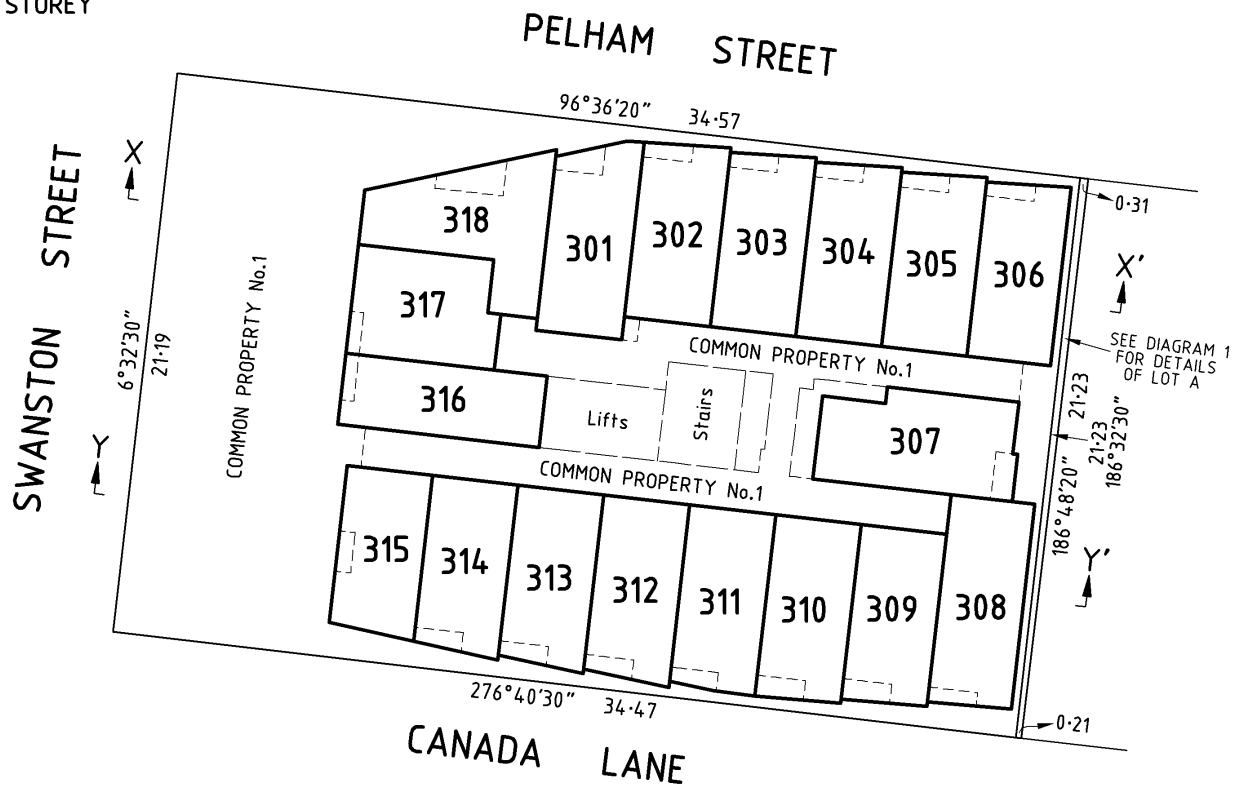 STOREY
PELHAM STREET
96°36'20" 34·57
SWANSTON STREET
X
6°32'30"
21·19
Y
COMMON PROPERTY No.1
318
301
302
303
304
305
306
0·31
X'
SEE DIAGRAM 1
FOR DETAILS
OF LOT A
317
COMMON PROPERTY No.1
316
Lifts
Stairs
307
21·23
21·23
186°32'30"
186°48'20"
COMMON PROPERTY No.1
315
314
313
312
311
310
309
308
Y'
0·21
276°40'30" 34·47
CANADA LANE